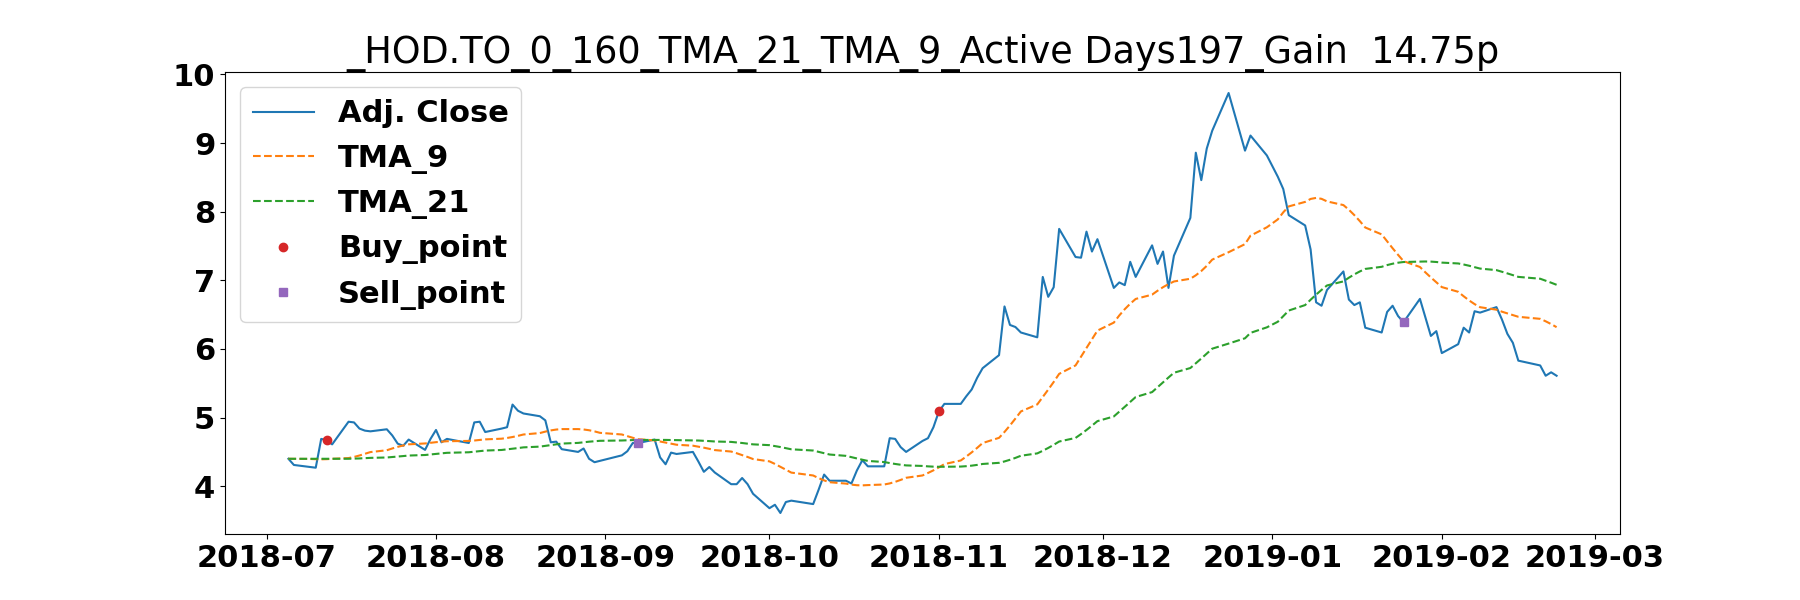 _HOD.TO_0_160_TMA_21_TMA_9_Active Days197_Gain  14.75p
10
9
8
7
6
5
4
Adj. Close
TMA_9
TMA_21
Buy_point
Sell_point
2018-07 2018-08 2018-09 2018-10 2018-11 2018-12 2019-01 2019-02 2019-03